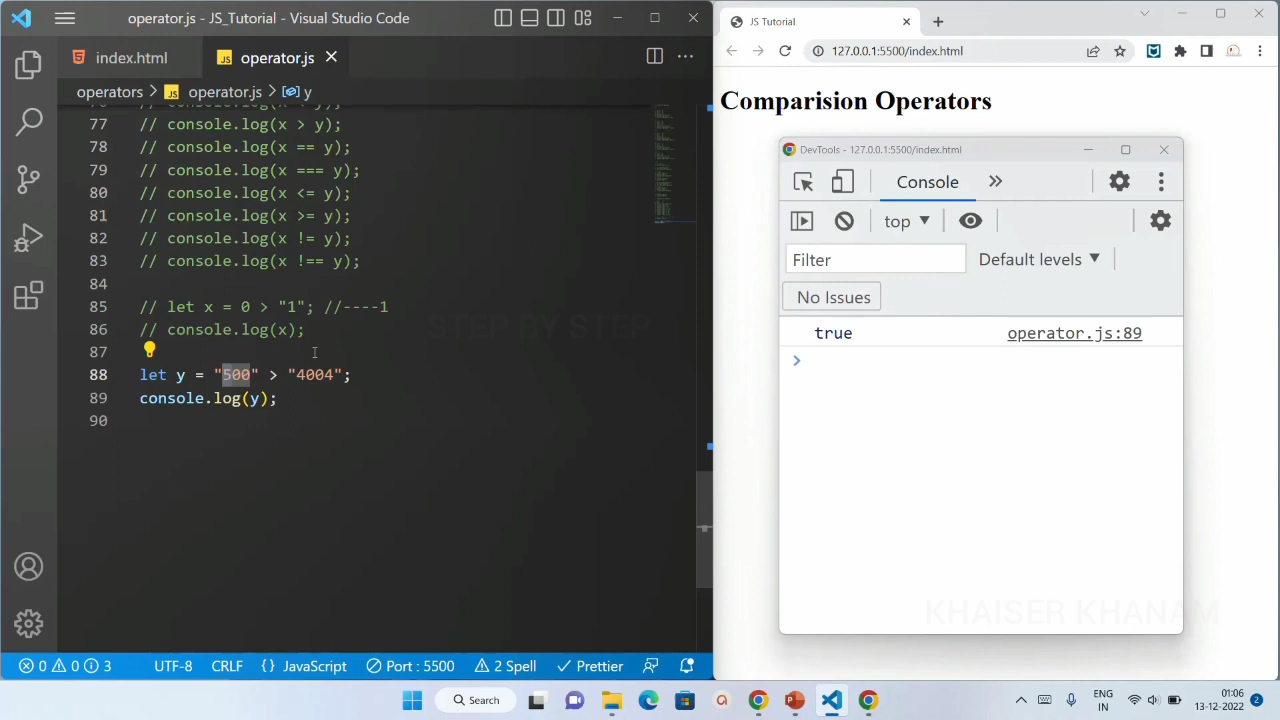 operator.js - JS_Tutorial - Visual Studio Code
index.html
operator.js
operators > operator.js > y
77 // console.log(x > y);
78 // console.log(x == y);
79 // console.log(x === y);
80 // console.log(x <= y);
81 // console.log(x >= y);
82 // console.log(x != y);
83 // console.log(x !== y);
84
85 // let x = 0 > "1"; //----1
86 // console.log(x);
87
88 let y = "500" > "4004";
89 console.log(y);
90
STEP BY STEP
0 0 3 UTF-8 CRLF {} JavaScript Port : 5500 2 Spell Prettier
JS Tutorial
127.0.0.1:5500/index.html
Comparision Operators
DevTools - 127.0.0.1:5500/index.html
Console
top
Filter Default levels
No Issues
true operator.js:89
KHAISER KHANAM
Search
ENG
IN
01:06
13-12-2022
2